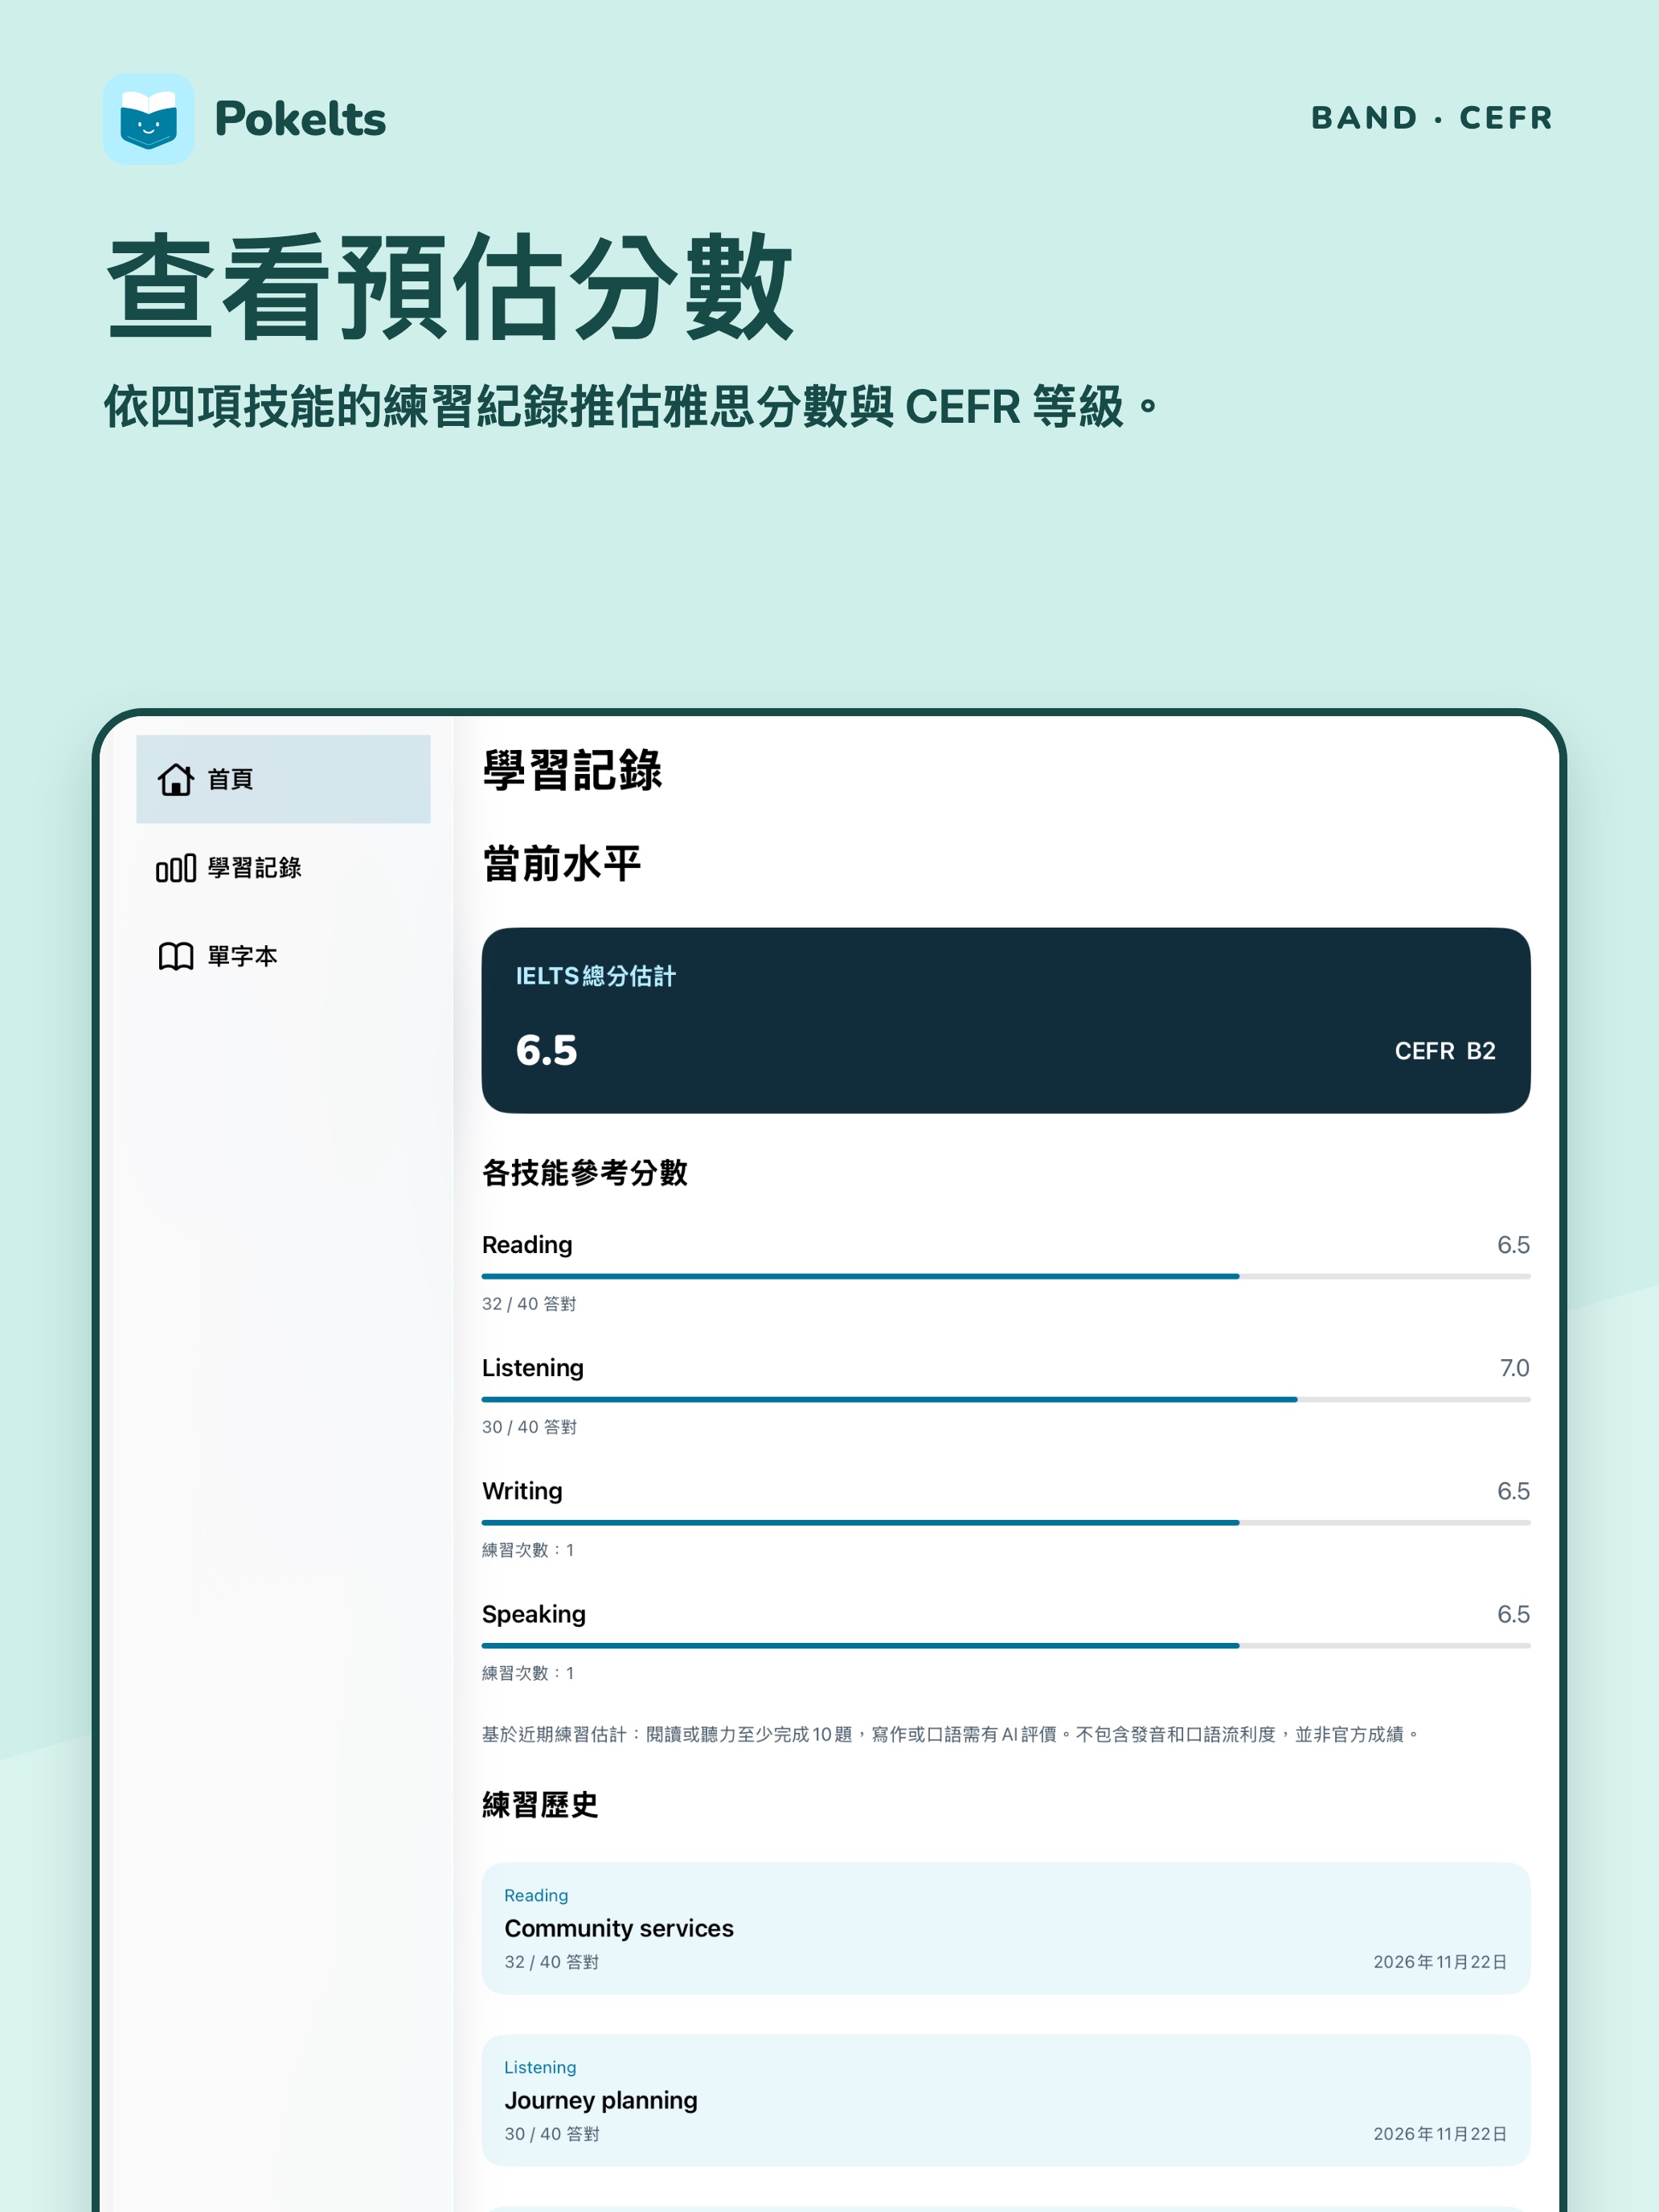 Pokelts
BAND · CEFR
查看預估分數
依四項技能的練習紀錄推估雅思分數與 CEFR 等級。
首頁
學習記錄
單字本
學習記錄
當前水平
IELTS總分估計
6.5
CEFR B2
各技能參考分數
Reading 6.5
32 / 40 答對
Listening 7.0
30 / 40 答對
Writing 6.5
練習次數：1
Speaking 6.5
練習次數：1
基於近期練習估計：閱讀或聽力至少完成10題，寫作或口語需有AI評價。不包含發音和口語流利度，並非官方成績。
練習歷史
Reading
Community services
32 / 40 答對 2026年11月22日
Listening
Journey planning
30 / 40 答對 2026年11月22日